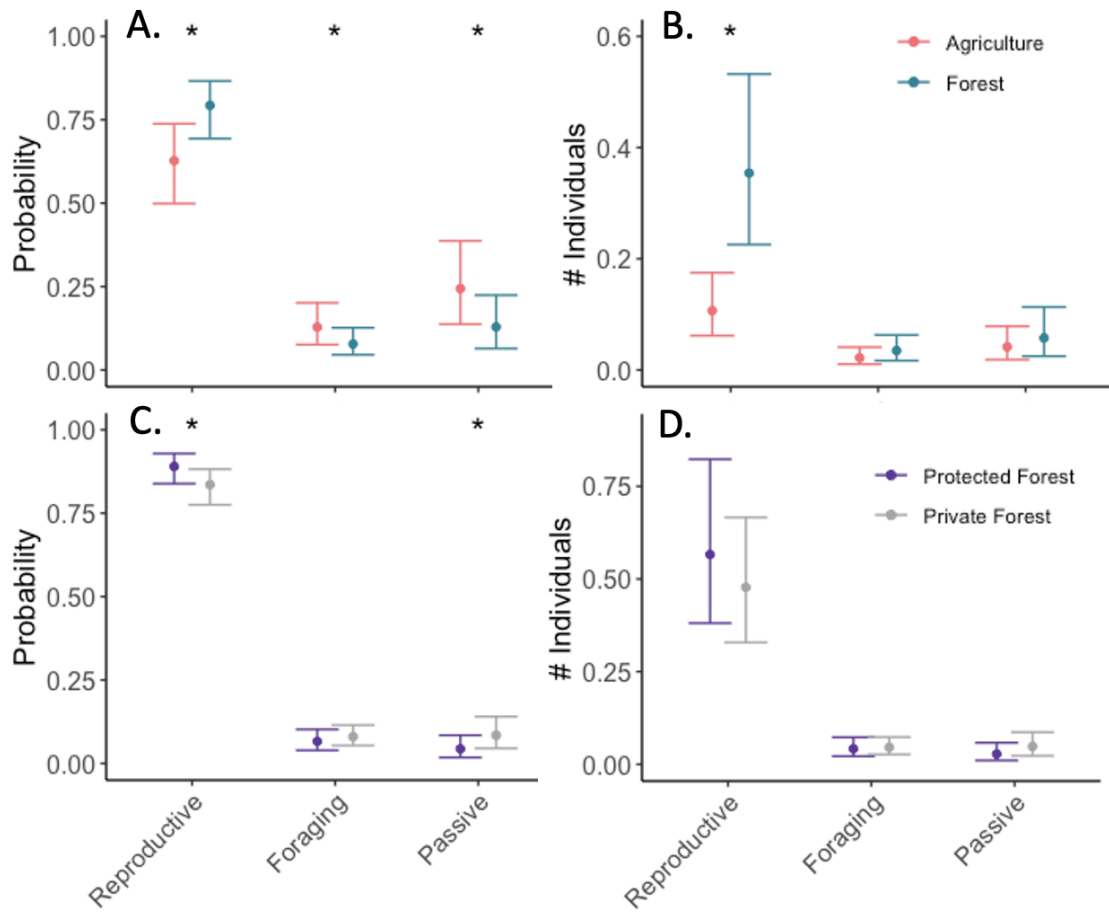 A.
*
*
*
1.00
0.75
0.50
0.25
0.00
Probability
B.
*
Agriculture
Forest
0.6
0.4
0.2
0.0
# Individuals
C.
*
*
1.00
0.75
0.50
0.25
0.00
Probability
Reproductive
Foraging
Passive
D.
Protected Forest
Private Forest
0.75
0.50
0.25
0.00
# Individuals
Reproductive
Foraging
Passive